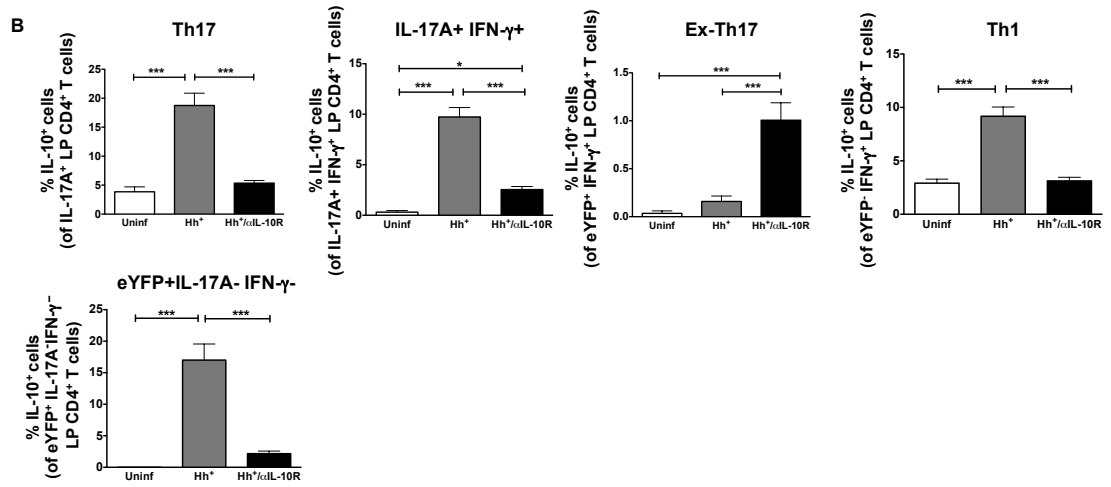 B
Th17
% IL-10⁺ cells
(of IL-17A⁺ LP CD4⁺ T cells)
25
20
15
10
5
0
***
***
Uninf
Hh⁺
Hh⁺/αIL-10R
IL-17A+ IFN-γ+
% IL-10⁺ cells
(of IL-17A+ IFN-γ⁺ LP CD4⁺ T cells)
15
10
5
0
*
***
***
Uninf
Hh⁺
Hh⁺/αIL-10R
Ex-Th17
% IL-10⁺ cells
(of eYFP⁺ IFN-γ⁺ LP CD4⁺ T cells)
1.5
1.0
0.5
0.0
***
***
Uninf
Hh⁺
Hh⁺/αIL-10R
Th1
% IL-10⁺ cells
(of eYFP⁻ IFN-γ⁺ LP CD4⁺ T cells)
15
10
5
0
***
***
Uninf
Hh⁺
Hh⁺/αIL-10R
eYFP+IL-17A- IFN-γ-
% IL-10⁺ cells
(of eYFP⁺ IL-17A⁻IFN-γ⁻
LP CD4⁺ T cells)
25
20
15
10
5
0
***
***
Uninf
Hh⁺
Hh⁺/αIL-10R